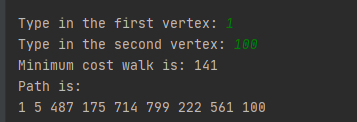 Type in the first vertex: 1
Type in the second vertex: 100
Minimum cost walk is: 141
Path is:
1 5 487 175 714 799 222 561 100